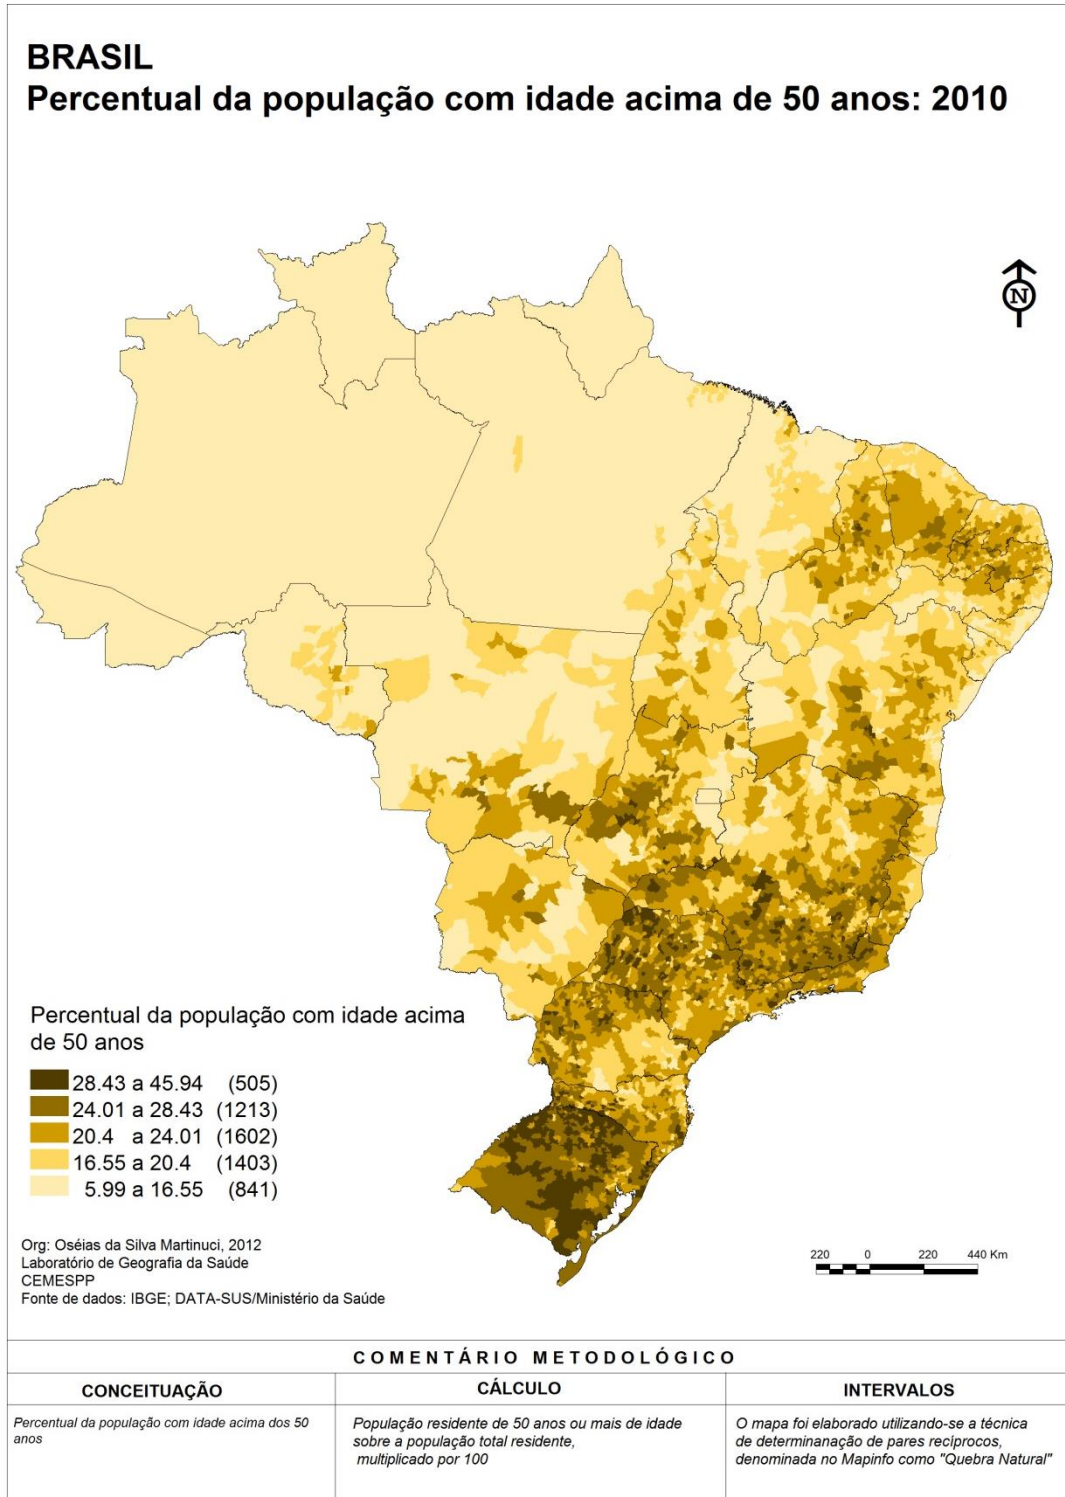 BRASIL
Percentual da população com idade acima de 50 anos: 2010
N
Percentual da população com idade acima
de 50 anos
28.43 a 45.94 (505)
24.01 a 28.43 (1213)
20.4 a 24.01 (1602)
16.55 a 20.4 (1403)
5.99 a 16.55 (841)
Org: Oséias da Silva Martinuci, 2012
Laboratório de Geografia da Saúde
CEMESPP
Fonte de dados: IBGE; DATA-SUS/Ministério da Saúde
220 0 220 440 Km
COMENTÁRIO METODOLÓGICO
CONCEITUAÇÃO
Percentual da população com idade acima dos 50
anos
CÁLCULO
População residente de 50 anos ou mais de idade
sobre a população total residente,
multiplicado por 100
INTERVALOS
O mapa foi elaborado utilizando-se a técnica
de determinanação de pares recíprocos,
denominada no Mapinfo como "Quebra Natural"